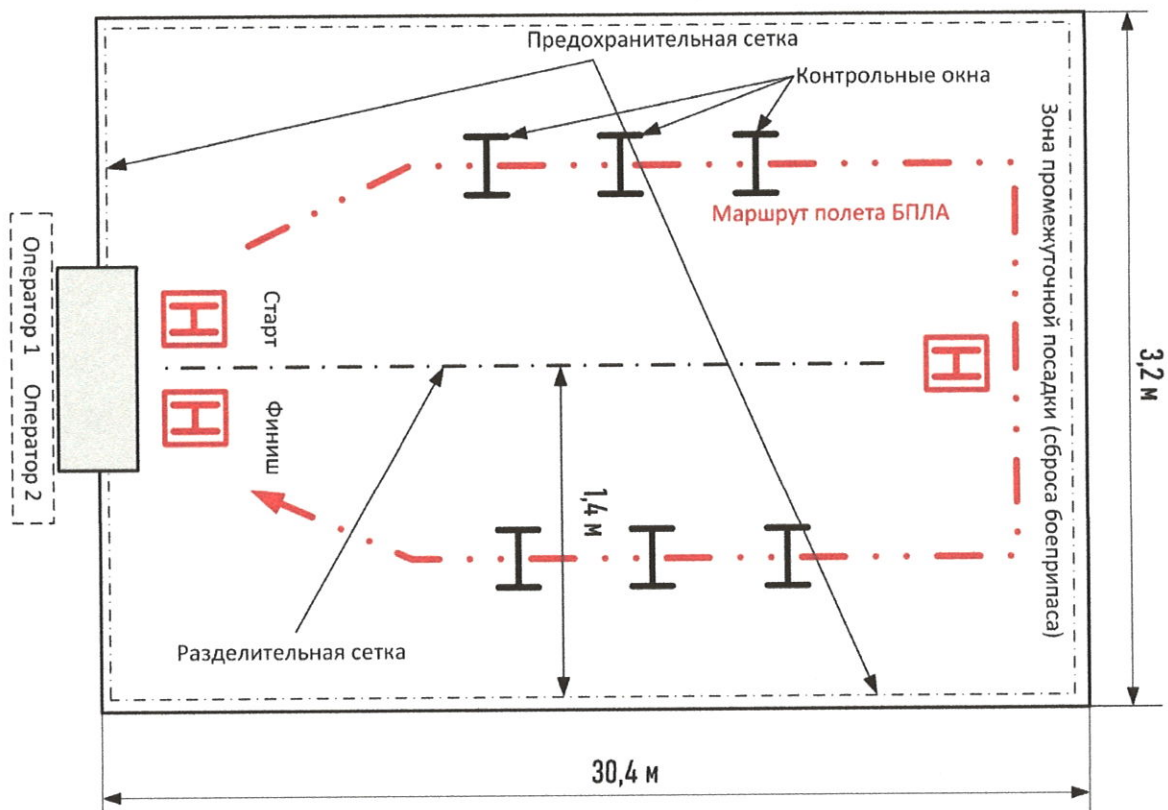 Предохранительная сетка
Контрольные окна
Зона промежуточной посадки (сброса боеприпаса)
Маршрут полета БПЛА
3,2 м
Оператор 1 Оператор 2
Старт
Финиш
H
H
H
1,4 м
Разделительная сетка
30,4 м